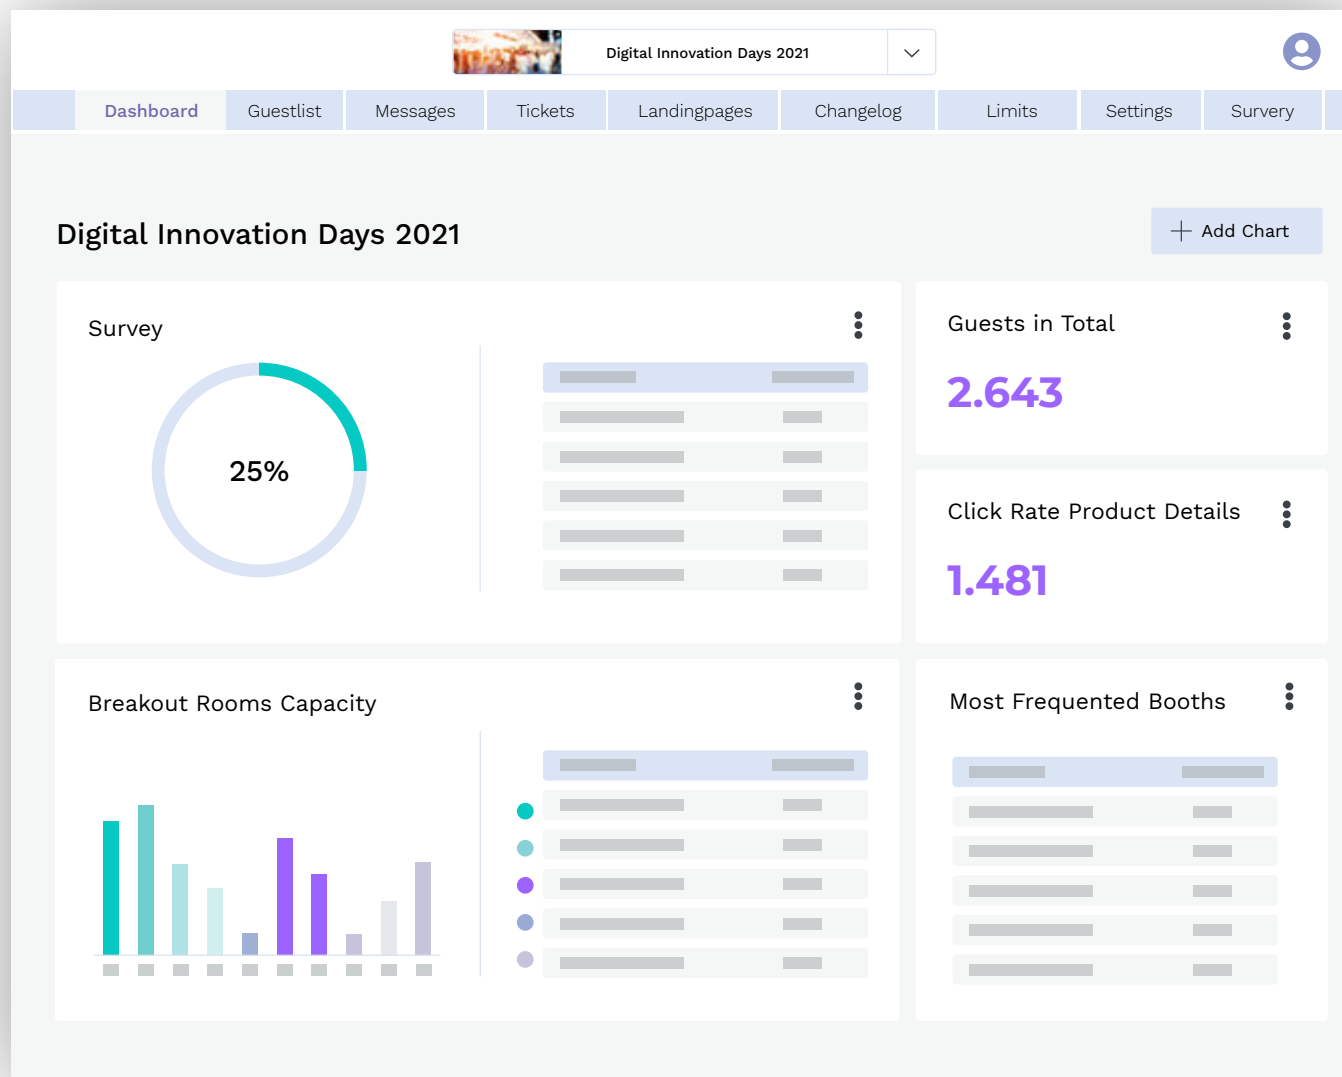 Digital Innovation Days 2021
Dashboard Guestlist Messages Tickets Landingpages Changelog Limits Settings Survery
Digital Innovation Days 2021
Add Chart
Survey
25%
Guests in Total
2.643
Click Rate Product Details
1.481
Breakout Rooms Capacity
Most Frequented Booths